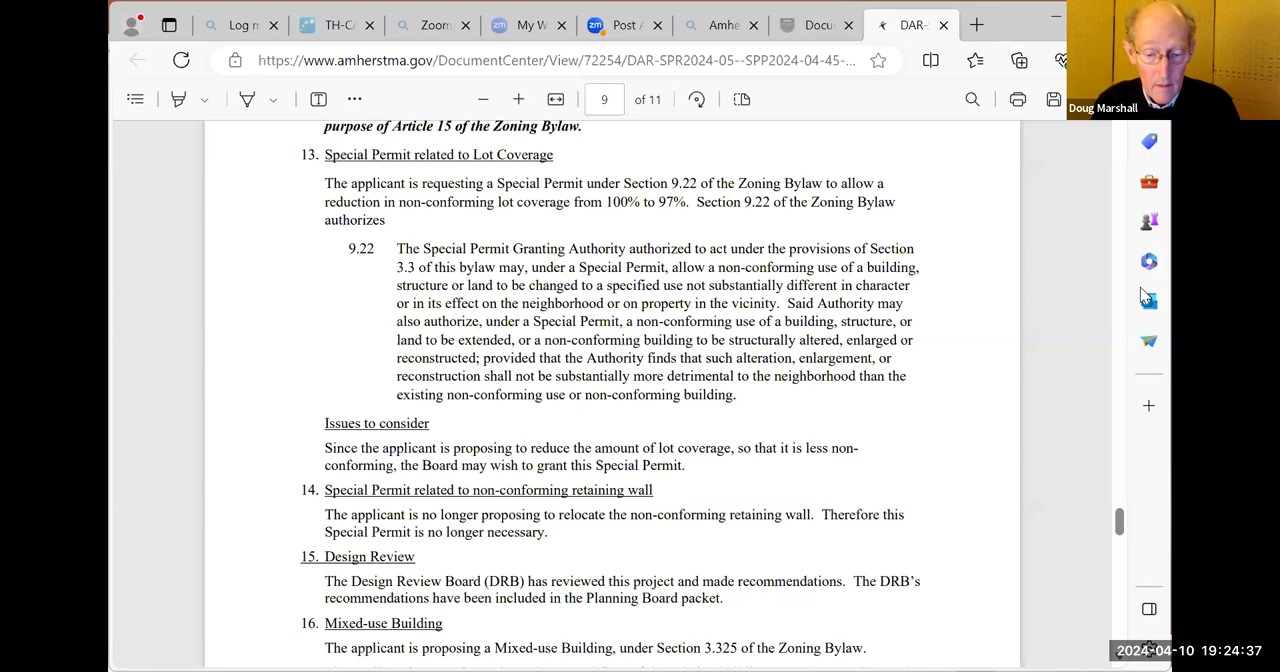 Log n
TH-CA
Zoom
My W
Post A
Amhe
Docu
DAR-
https://www.amherstma.gov/DocumentCenter/View/72254/DAR-SPR2024-05--SPP2024-04-45-...
9 of 11
Doug Marshall
purpose of Article 15 of the Zoning Bylaw.
13. Special Permit related to Lot Coverage
The applicant is requesting a Special Permit under Section 9.22 of the Zoning Bylaw to allow a
reduction in non-conforming lot coverage from 100% to 97%. Section 9.22 of the Zoning Bylaw
authorizes
9.22 The Special Permit Granting Authority authorized to act under the provisions of Section
3.3 of this bylaw may, under a Special Permit, allow a non-conforming use of a building,
structure or land to be changed to a specified use not substantially different in character
or in its effect on the neighborhood or on property in the vicinity. Said Authority may
also authorize, under a Special Permit, a non-conforming use of a building, structure, or
land to be extended, or a non-conforming building to be structurally altered, enlarged or
reconstructed; provided that the Authority finds that such alteration, enlargement, or
reconstruction shall not be substantially more detrimental to the neighborhood than the
existing non-conforming use or non-conforming building.
Issues to consider
Since the applicant is proposing to reduce the amount of lot coverage, so that it is less non-
conforming, the Board may wish to grant this Special Permit.
14. Special Permit related to non-conforming retaining wall
The applicant is no longer proposing to relocate the non-conforming retaining wall. Therefore this
Special Permit is no longer necessary.
15. Design Review
The Design Review Board (DRB) has reviewed this project and made recommendations. The DRB's
recommendations have been included in the Planning Board packet.
16. Mixed-use Building
The applicant is proposing a Mixed-use Building, under Section 3.325 of the Zoning Bylaw.
2024-04-10 19:24:37